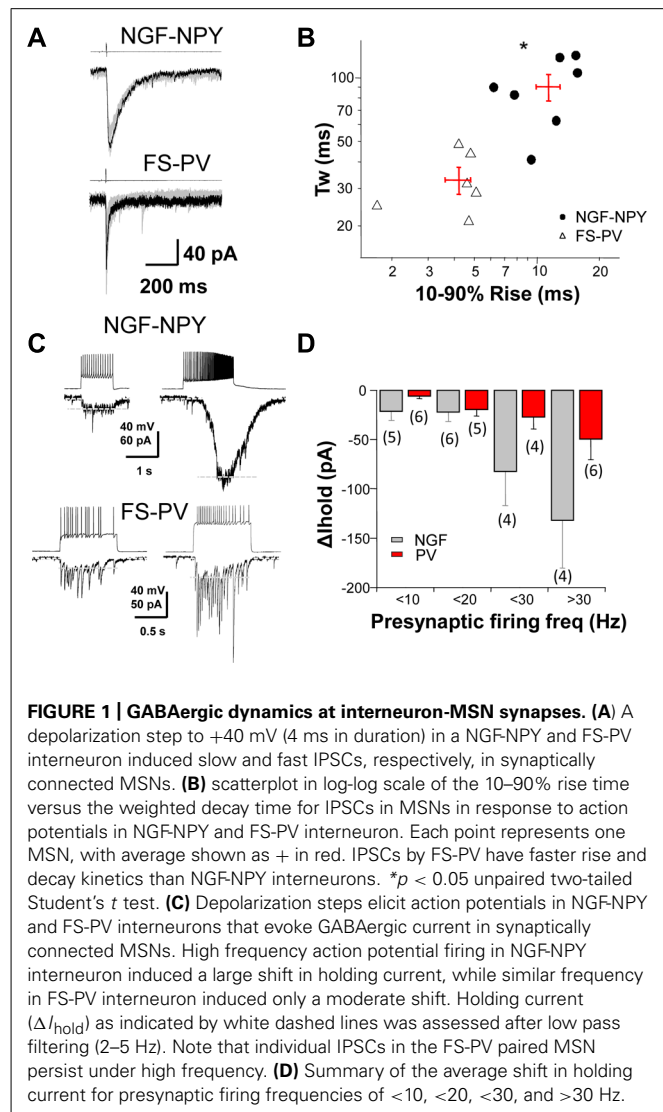 A
NGF-NPY
FS-PV
40 pA
200 ms
B
*
Tw (ms)
100
70
50
30
20
2 3 4 5 7 10 20
10-90% Rise (ms)
NGF-NPY
FS-PV
C
NGF-NPY
40 mV
60 pA
1 s
FS-PV
40 mV
50 pA
0.5 s
D
ΔIhold (pA)
0
-50
-100
-150
-200
(5) (6) (6) (5) (4) (4) (4) (6)
NGF
PV
<10 <20 <30 >30
Presynaptic firing freq (Hz)
FIGURE 1 | GABAergic dynamics at interneuron-MSN synapses. (A) A
depolarization step to +40 mV (4 ms in duration) in a NGF-NPY and FS-PV
interneuron induced slow and fast IPSCs, respectively, in synaptically
connected MSNs. (B) scatterplot in log-log scale of the 10–90% rise time
versus the weighted decay time for IPSCs in MSNs in response to action
potentials in NGF-NPY and FS-PV interneuron. Each point represents one
MSN, with average shown as + in red. IPSCs by FS-PV have faster rise and
decay kinetics than NGF-NPY interneurons. *p < 0.05 unpaired two-tailed
Student's t test. (C) Depolarization steps elicit action potentials in NGF-NPY
and FS-PV interneurons that evoke GABAergic current in synaptically
connected MSNs. High frequency action potential firing in NGF-NPY
interneuron induced a large shift in holding current, while similar frequency
in FS-PV interneuron induced only a moderate shift. Holding current
(ΔIhold) as indicated by white dashed lines was assessed after low pass
filtering (2–5 Hz). Note that individual IPSCs in the FS-PV paired MSN
persist under high frequency. (D) Summary of the average shift in holding
current for presynaptic firing frequencies of <10, <20, <30, and >30 Hz.